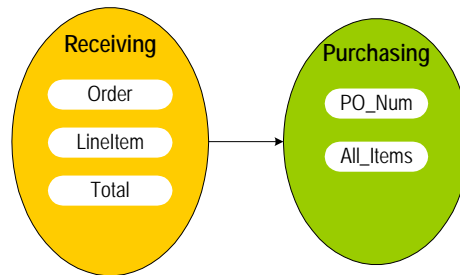 Receiving
Order
LineItem
Total
Purchasing
PO_Num
All_Items